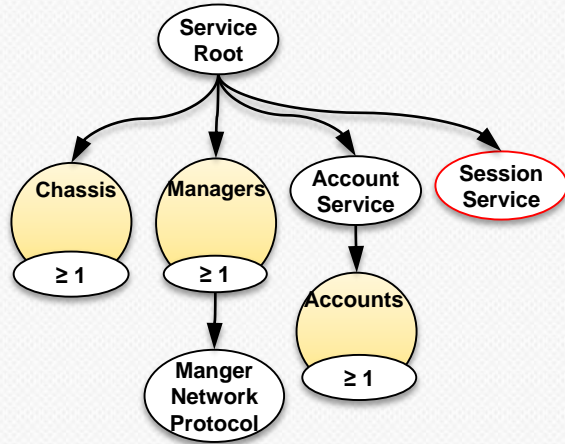 Service
Root
Chassis
Managers
Account
Service
Session
Service
≥ 1
≥ 1
Accounts
Manger
Network
Protocol
≥ 1